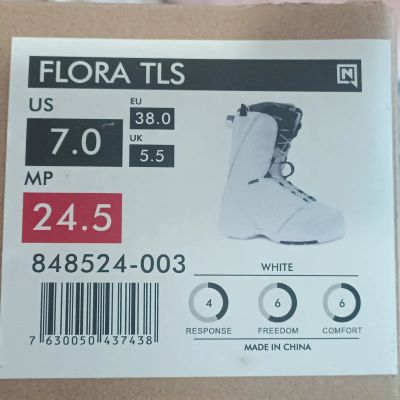 FLORA TLS
N
US
7.0
EU
38.0
UK
5.5
MP
24.5
848524-003
WHITE
4
6
6
RESPONSE
FREEDOM
COMFORT
7 630050 437438
MADE IN CHINA